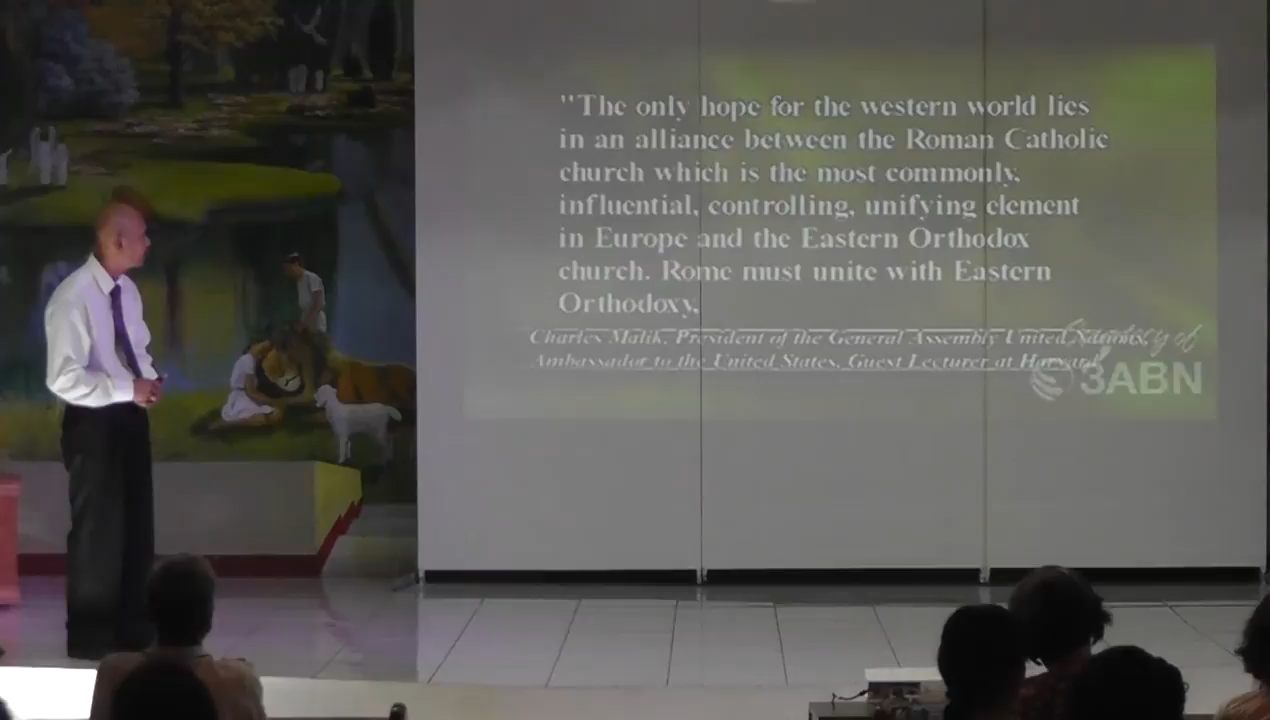 "The only hope for the western world lies
in an alliance between the Roman Catholic
church which is the most commonly,
influential, controlling, unifying element
in Europe and the Eastern Orthodox
church. Rome must unite with Eastern
Orthodoxy,
Charles Malik, President of the General Assembly United Nations,
Ambassador to the United States, Guest Lecturer at Harvard
Courtesy of
3ABN